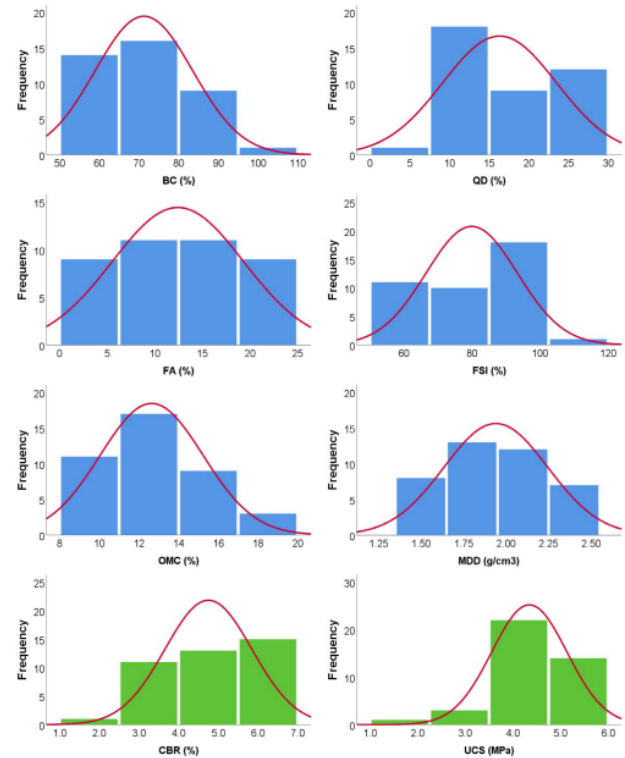 20
15
10
5
0
Frequency
50 60 70 80 90 100 110
BC (%)
20
15
10
5
0
Frequency
0 5 10 15 20 25 30
QD (%)
15
10
5
0
Frequency
0 5 10 15 20 25
FA (%)
25
20
15
10
5
0
Frequency
60 80 100 120
FSI (%)
20
15
10
5
0
Frequency
8 10 12 14 16 18 20
OMC (%)
20
15
10
5
0
Frequency
1.25 1.50 1.75 2.00 2.25 2.50
MDD (g/cm3)
25
20
15
10
5
0
Frequency
1.0 2.0 3.0 4.0 5.0 6.0 7.0
CBR (%)
30
20
10
0
Frequency
1.0 2.0 3.0 4.0 5.0 6.0
UCS (MPa)